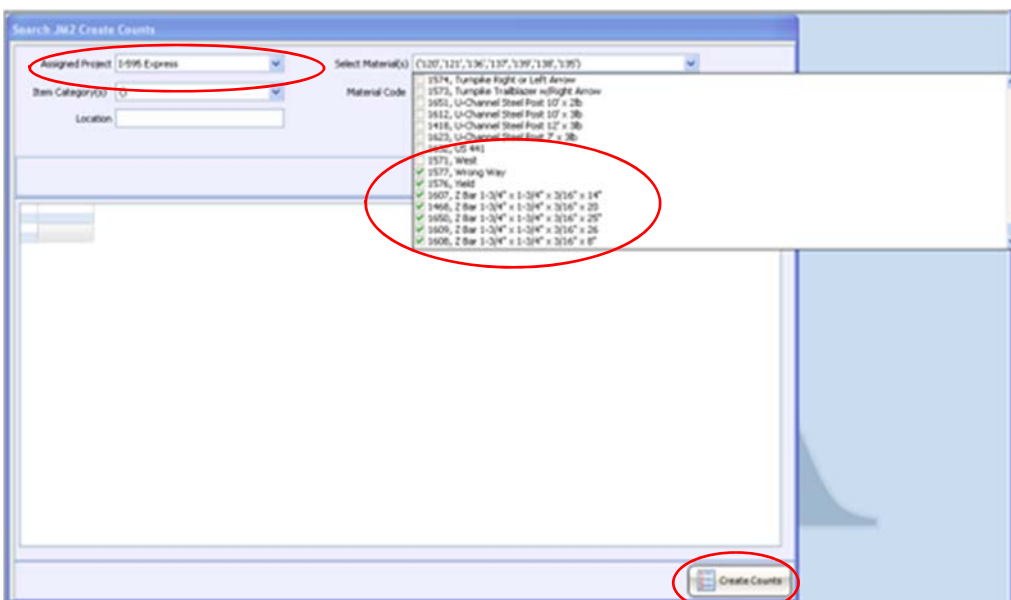 Search JM2 Create Counts
Assigned Project I-595 Express
Select Material(s) ('120','121','136','137','139','138','135')
Item Category(s) ()
Material Code
Location
1574, Turnpike Right or Left Arrow
1573, Turnpike Trailblazer w/Right Arrow
1651, U-Channel Steel Post 10' x 2lb
1612, U-Channel Steel Post 10' x 3lb
1418, U-Channel Steel Post 12' x 3lb
1623, U-Channel Steel Post 7' x 3lb
US 441
1571, West
1577, Wrong Way
1576, Yield
1607, Z Bar 1-3/4" x 1-3/4" x 3/16" x 14"
1468, Z Bar 1-3/4" x 1-3/4" x 3/16" x 20
1650, Z Bar 1-3/4" x 1-3/4" x 3/16" x 25"
1609, Z Bar 1-3/4" x 1-3/4" x 3/16" x 26
1608, Z Bar 1-3/4" x 1-3/4" x 3/16" x 8"
Create Counts